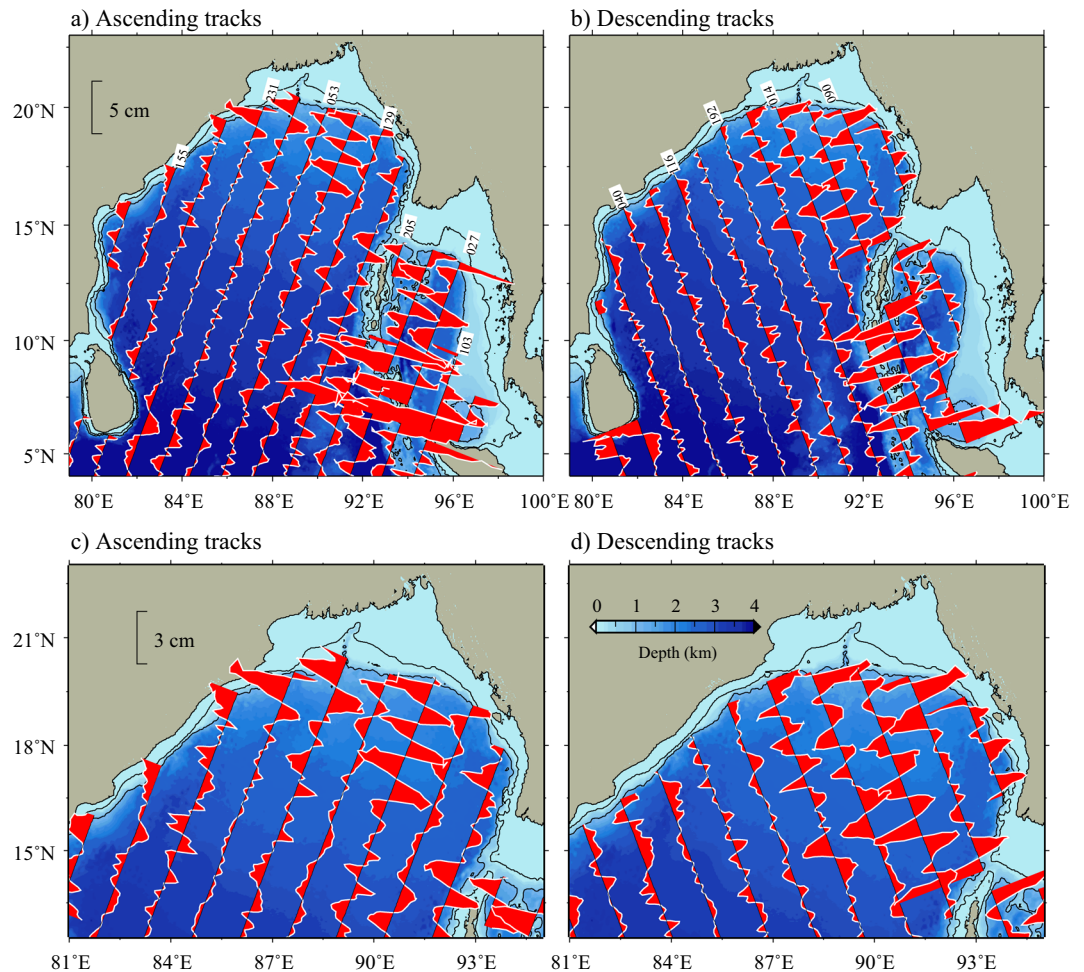 a) Ascending tracks
b) Descending tracks
5 cm
20°N
15°N
10°N
5°N
155
231
053
129
205
027
103
040
116
192
014
090
80°E
84°E
88°E
92°E
96°E
100°E
80°E
84°E
88°E
92°E
96°E
100°E
c) Ascending tracks
d) Descending tracks
3 cm
0 1 2 3 4
Depth (km)
21°N
18°N
15°N
81°E
84°E
87°E
90°E
93°E
81°E
84°E
87°E
90°E
93°E